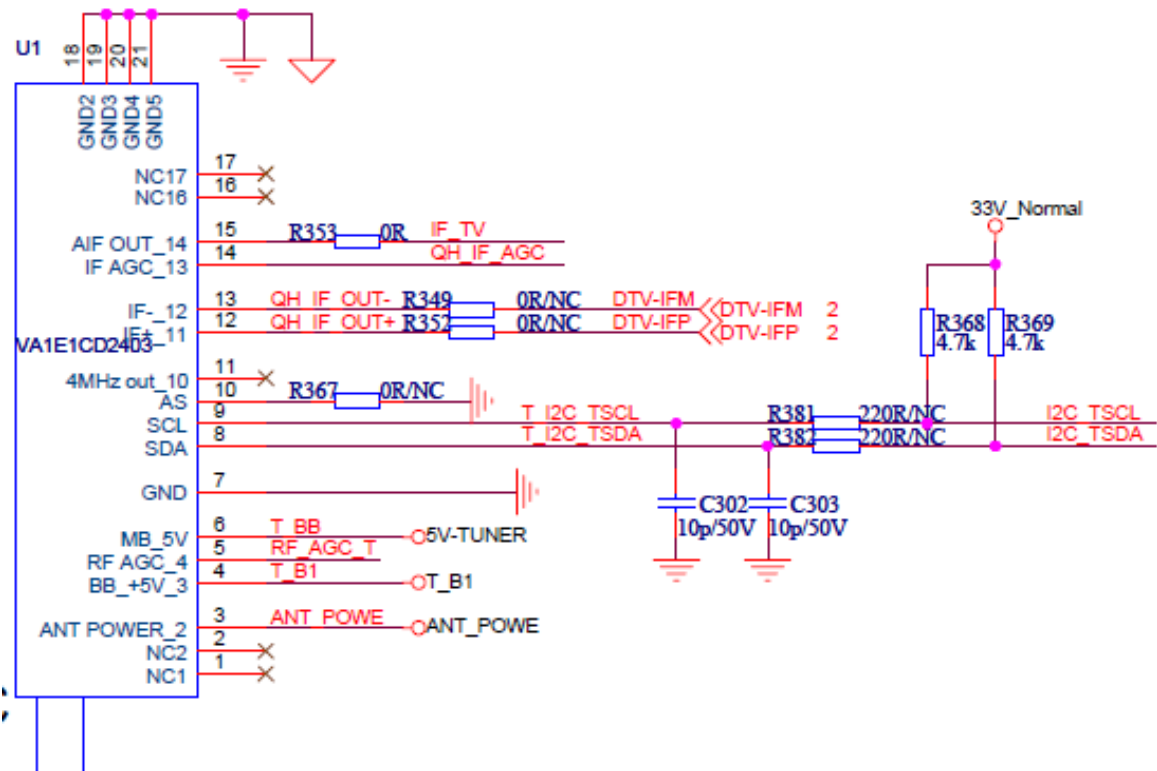 U1
18
19
20
21
GND2
GND3
GND4
GND5
NC17 17
NC16 16
AIF OUT_14 15 R353 0R IF_TV
IF AGC_13 14 QH_IF_AGC
IF-_12 13 QH_IF_OUT- R349 0R/NC DTV-IFM DTV-IFM 2
IF+_11 12 QH_IF_OUT+ R352 0R/NC DTV-IFP DTV-IFP 2
VA1E1CD2403
4MHz out_10 11
AS 10 R367 0R/NC
SCL 9 T_I2C_TSCL R381 220R/NC I2C_TSCL
SDA 8 T_I2C_TSDA R382 220R/NC I2C_TSDA
33V_Normal
R368 R369
4.7k 4.7k
GND 7
C302 C303
10p/50V 10p/50V
MB_5V 6 T_BB 5V-TUNER
RF AGC_4 5 RF_AGC_T
BB_+5V_3 4 T_B1 T_B1
ANT POWER_2 3 ANT_POWE ANT_POWE
NC2 2
NC1 1